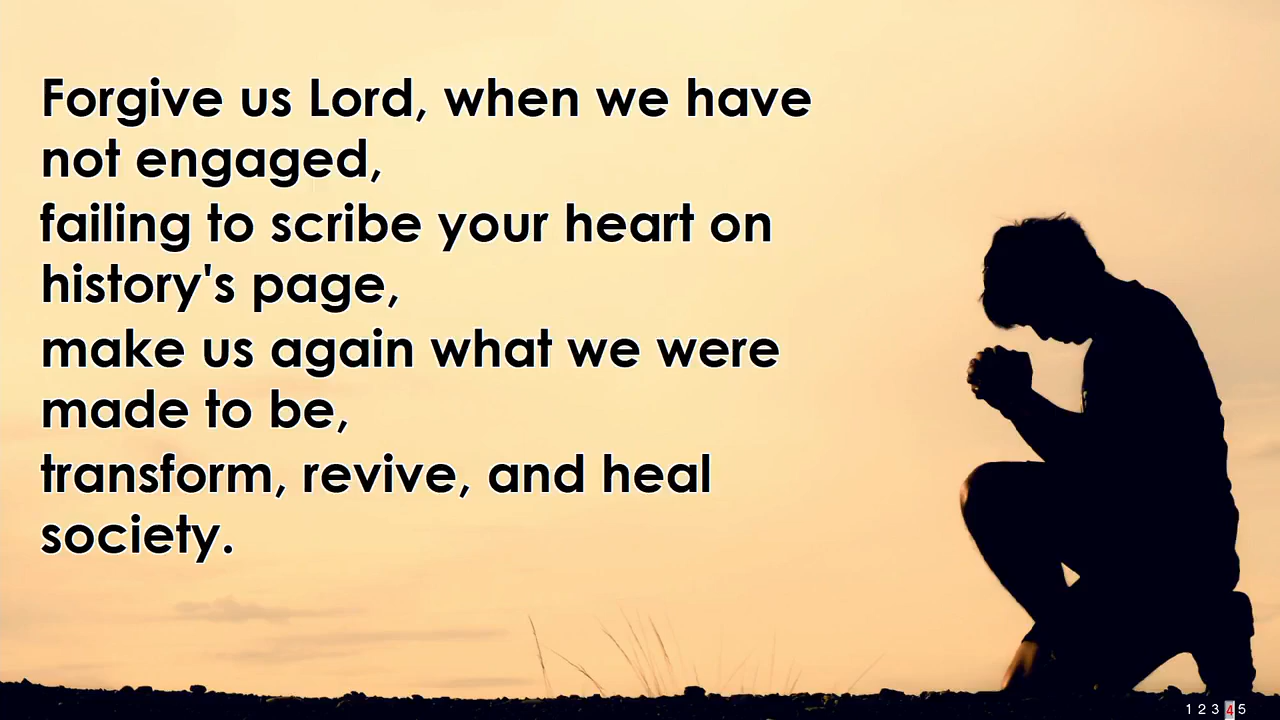 Forgive us Lord, when we have
not engaged,
failing to scribe your heart on
history's page,
make us again what we were
made to be,
transform, revive, and heal
society.
1 2 3 4 5